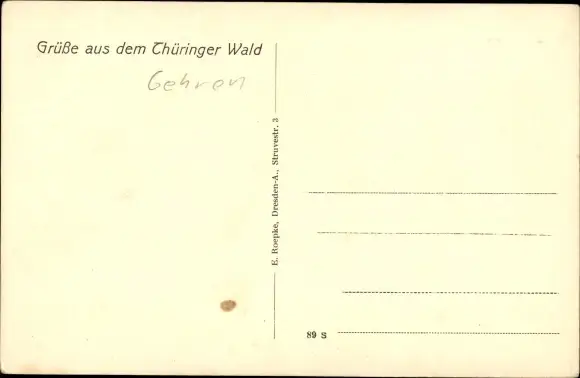 Grüße aus dem Thüringer Wald
Gehren
E. Roepke, Dresden-A., Struvestr. 3
89 S